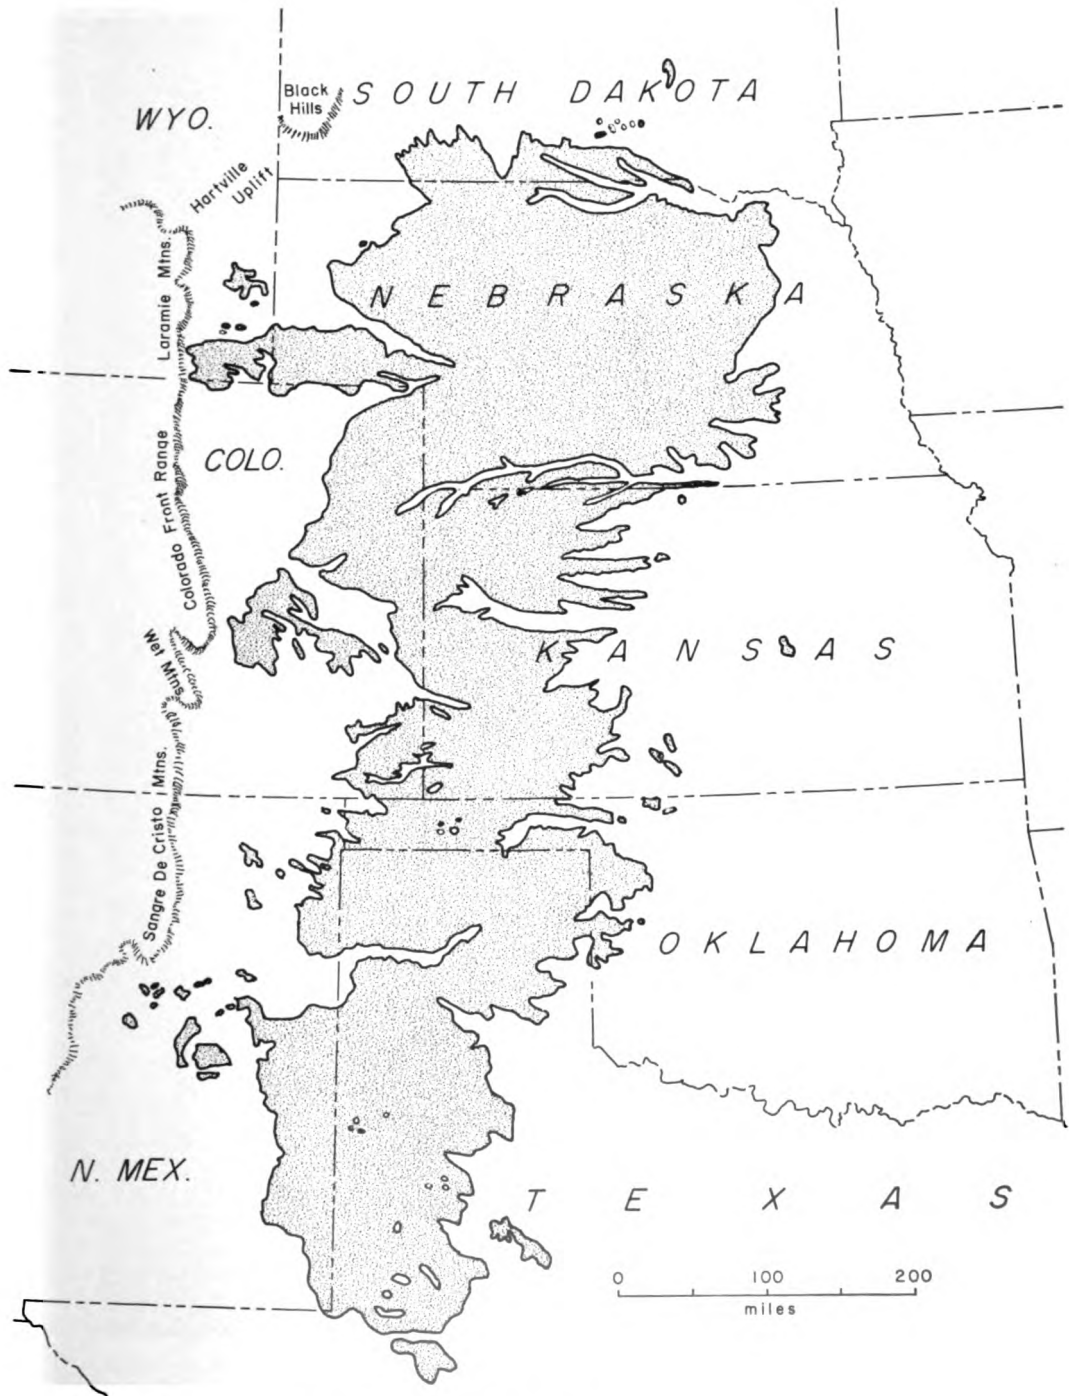 SOUTH DAKOTA
Black
Hills
WYO.
Hartville
Uplift
Laramie Mtns.
NEBRASKA
COLO.
Colorado Front Range
Wet Mtns
KANSAS
Sangre De Cristo Mtns.
OKLAHOMA
N. MEX.
TEXAS
0 100 200
miles